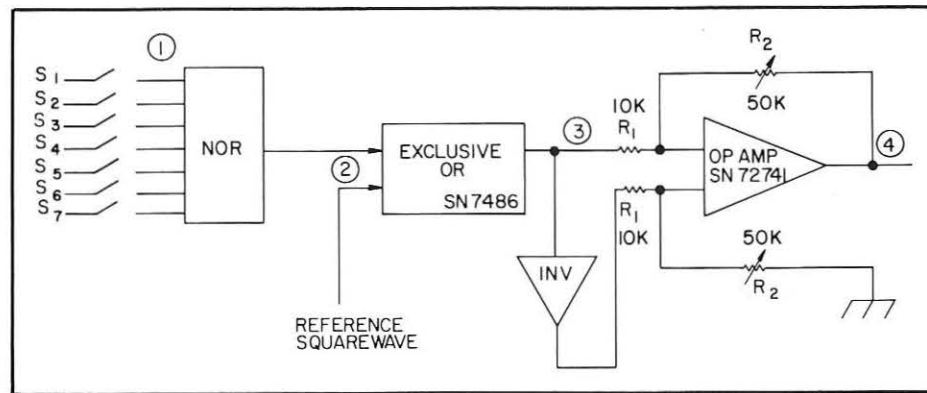 1
S1
S2
S3
S4
S5
S6
S7
NOR
2
EXCLUSIVE
OR
SN7486
REFERENCE
SQUAREWAVE
3
INV
10K
R1
R1
10K
R2
50K
OP AMP
SN 72741
4
50K
R2